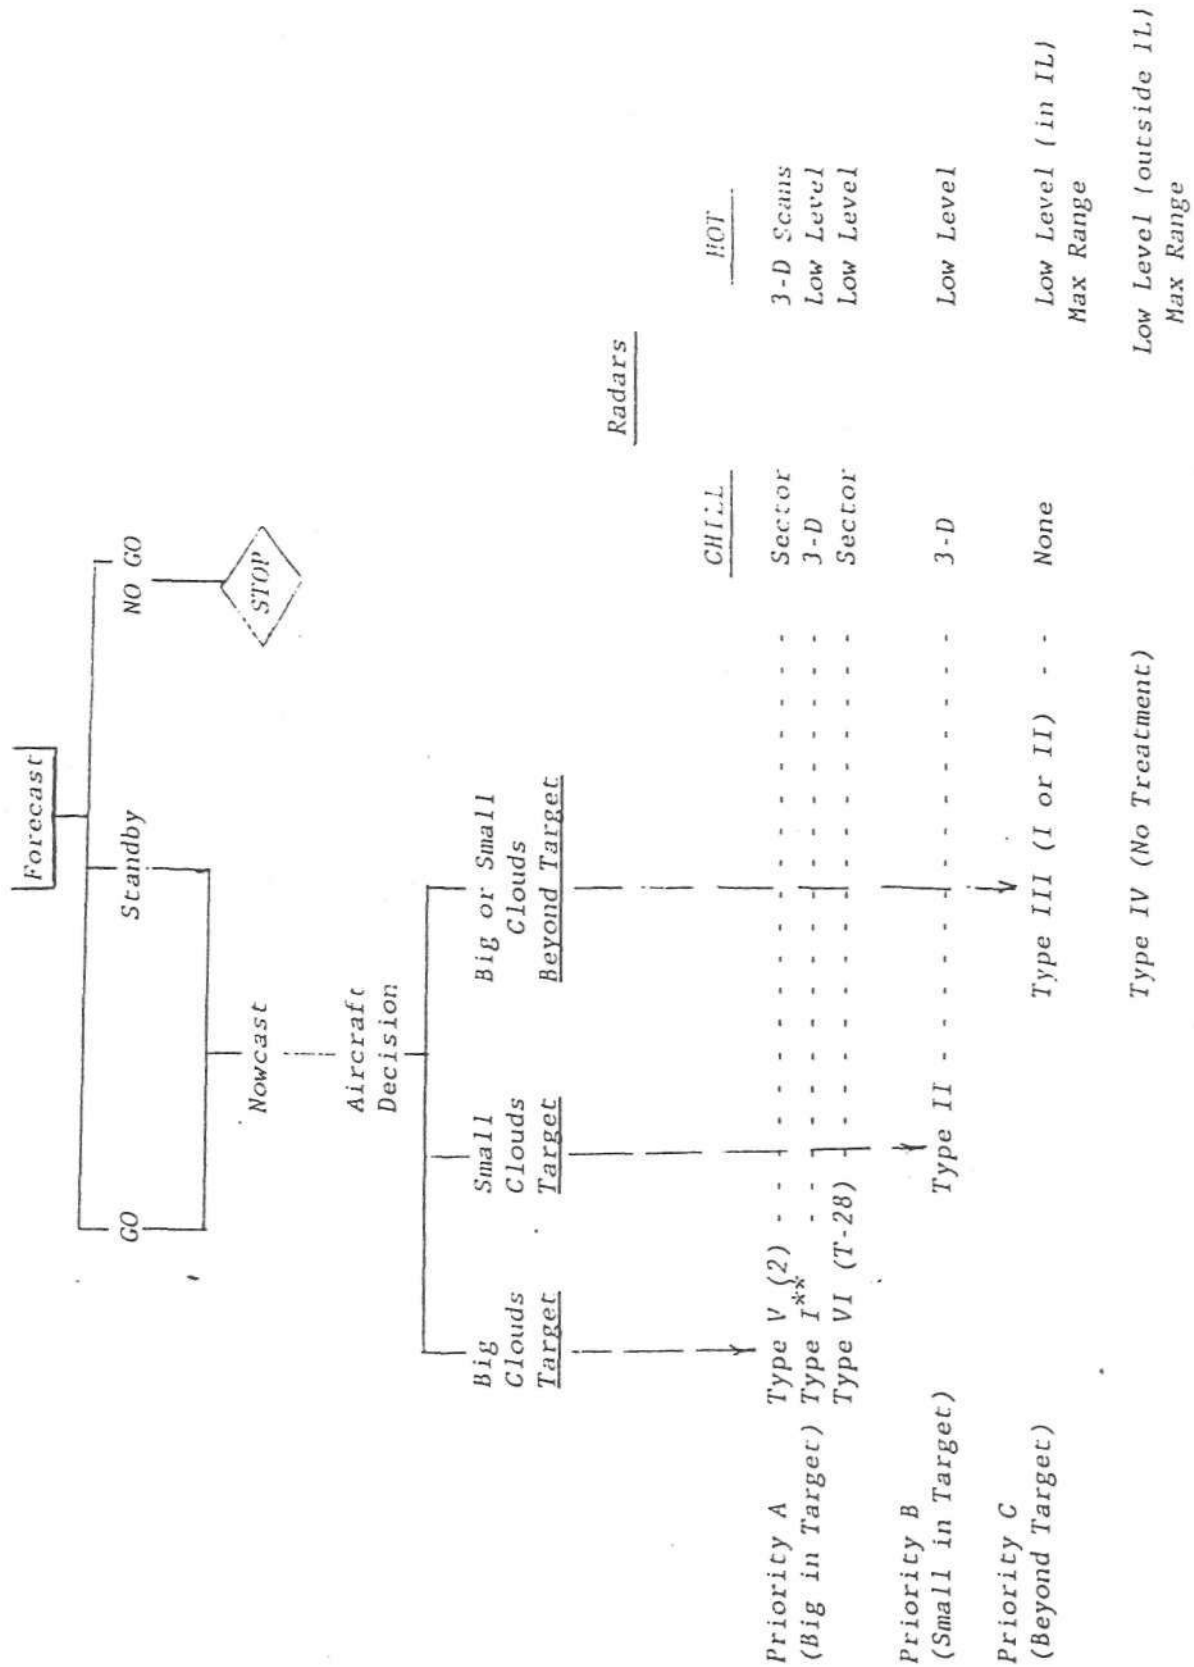 Forecast
GO
Standby
NO GO
STOP
Nowcast
Aircraft
Decision
Big
Clouds
Target
Small
Clouds
Target
Big or Small
Clouds
Beyond Target
Radars
CHILL
HOT
Priority A Type V (2) - - - - - - - - - - - - - Sector 3-D Scans
(Big in Target) Type I** - - - - - - - - - - - - - 3-D Low Level
Type VI (T-28) - - - - - - - - - - - - Sector Low Level
Priority B
(Small in Target) Type II - - - - - - - - - - - 3-D Low Level
Priority C
(Beyond Target) Type III (I or II) - - None Low Level (in IL)
Max Range
Type IV (No Treatment) Low Level (outside IL)
Max Range